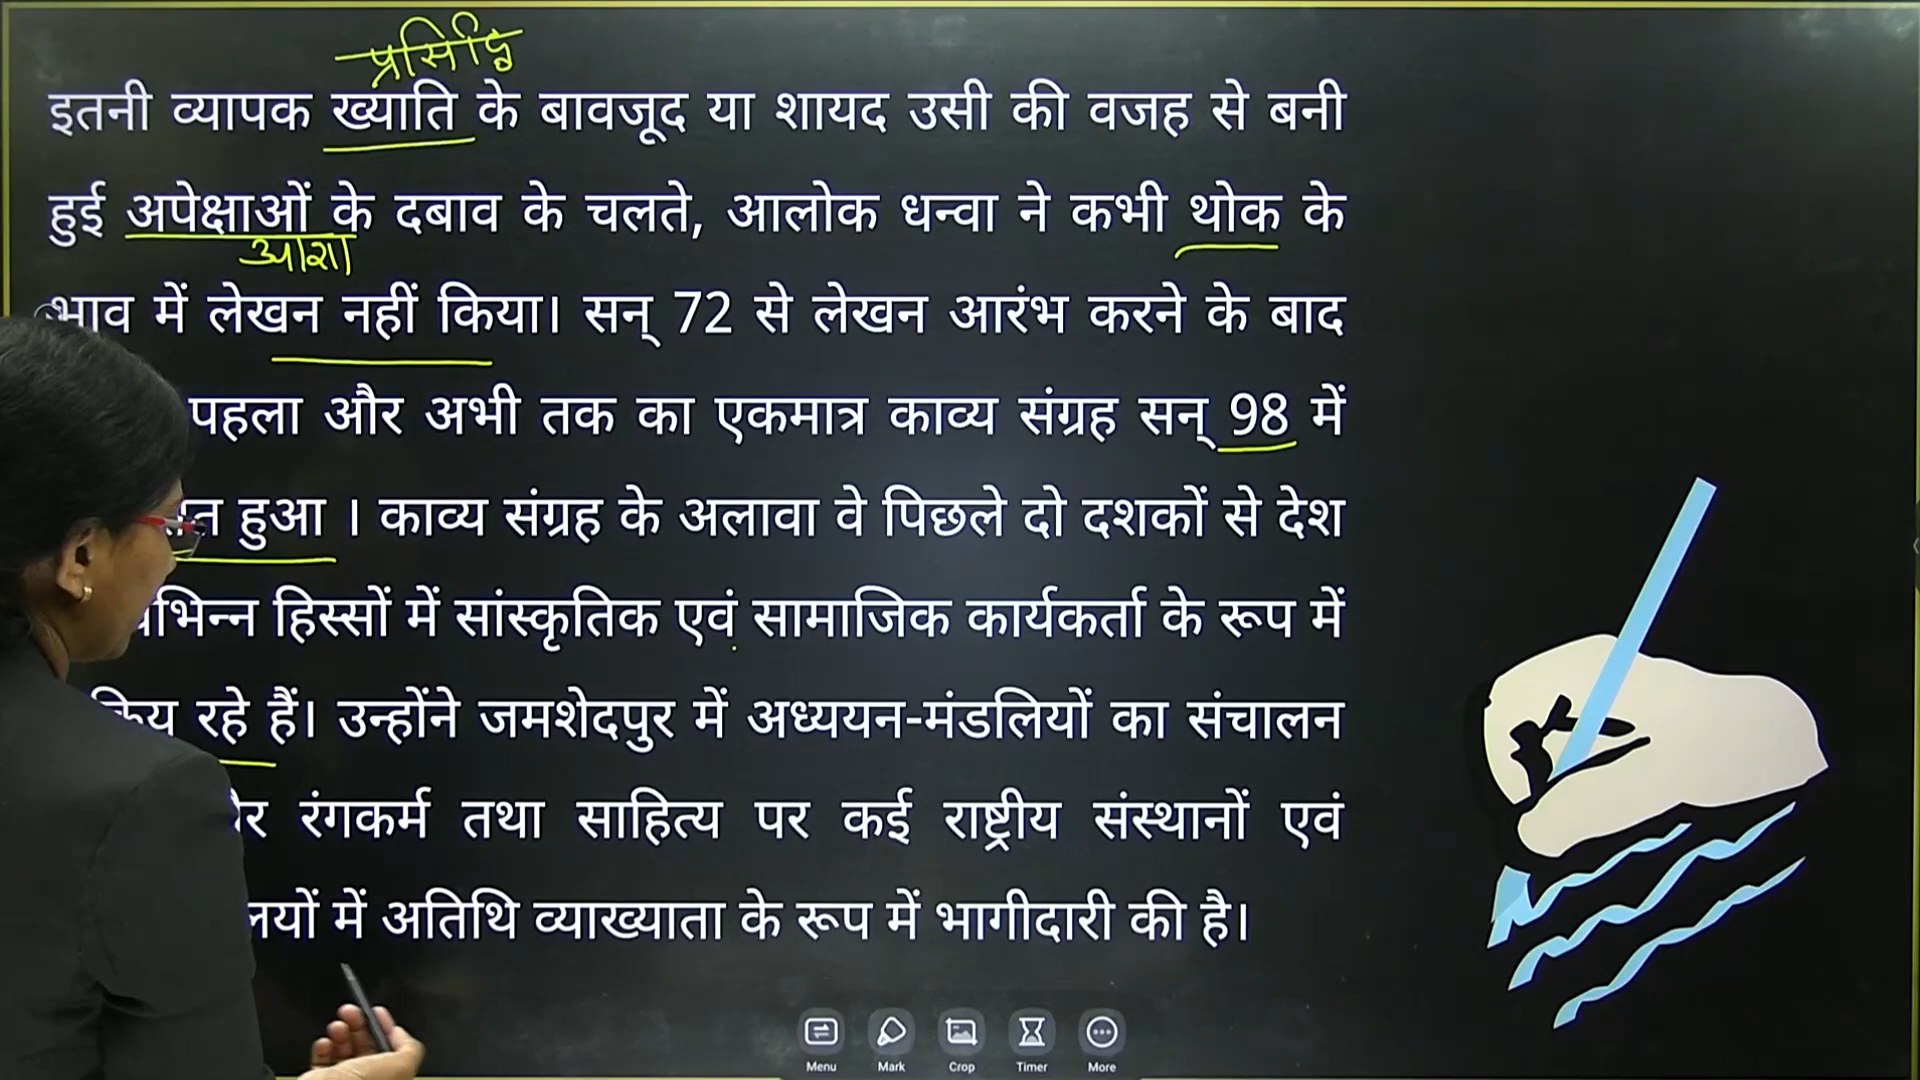 प्रसिद्धि
इतनी व्यापक ख्याति के बावजूद या शायद उसी की वजह से बनी
हुई अपेक्षाओं के दबाव के चलते, आलोक धन्वा ने कभी थोक के
आशा
भाव में लेखन नहीं किया। सन् 72 से लेखन आरंभ करने के बाद
पहला और अभी तक का एकमात्र काव्य संग्रह सन् 98 में
हुआ । काव्य संग्रह के अलावा वे पिछले दो दशकों से देश
हिस्सों में सांस्कृतिक एवं सामाजिक कार्यकर्ता के रूप में
रहे हैं। उन्होंने जमशेदपुर में अध्ययन-मंडलियों का संचालन
रंगकर्म तथा साहित्य पर कई राष्ट्रीय संस्थानों एवं
में अतिथि व्याख्याता के रूप में भागीदारी की है।
Menu Mark Crop Timer More